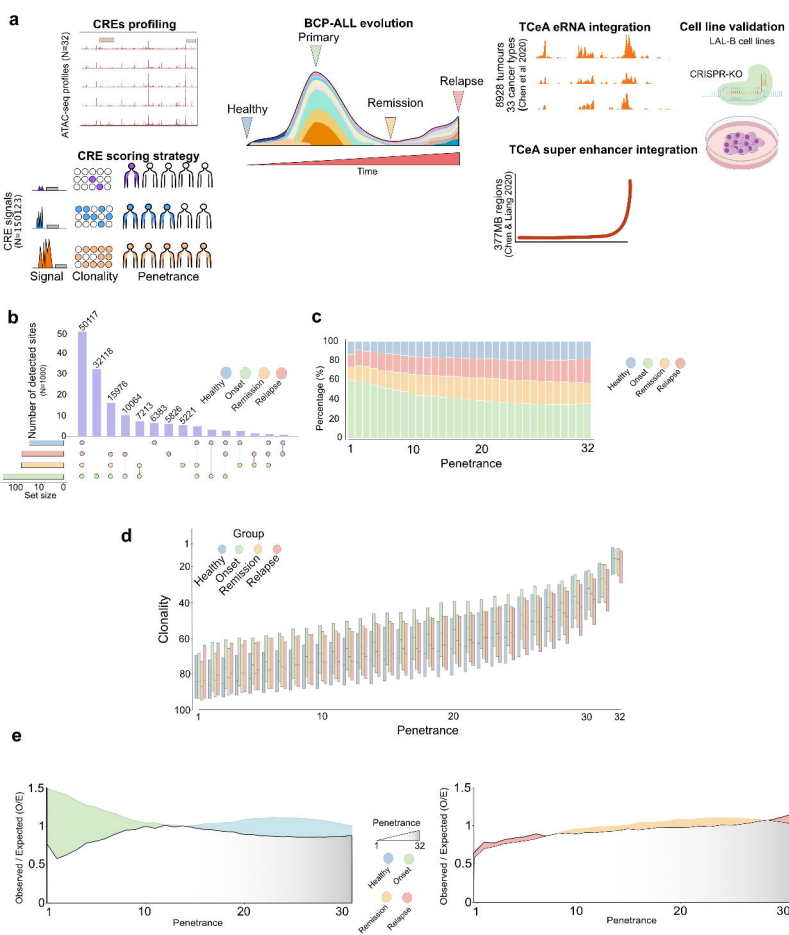 a
CREs profiling
ATAC-seq profiles (N=32)
BCP-ALL evolution
Primary
Healthy
Remission
Relapse
Time
TCeA eRNA integration
8928 tumours
33 cancer types
(Chen et al 2020)
Cell line validation
LAL-B cell lines
CRISPR-KO
CRE scoring strategy
CRE signals
(N=150123)
Signal
Clonality
Penetrance
TCeA super enhancer integration
377MB regions
(Chen & Liang 2020)
b
Number of detected sites
(N=1000)
50
40
30
20
10
0
50117
32118
15976
10064
7213
6383
5826
5221
Healthy
Onset
Remission
Relapse
100
10
0
Set size
c
Percentage (%)
100
80
60
40
20
0
1
10
20
32
Penetrance
Healthy
Onset
Remission
Relapse
d
Group
Healthy
Onset
Remission
Relapse
Clonality
1
20
40
60
80
100
1
10
20
30
32
Penetrance
e
Observed / Expected (O/E)
1.5
1
0.5
0
1
10
20
30
Penetrance
Penetrance
1
32
Healthy
Onset
Remission
Relapse
Observed / Expected (O/E)
1.5
1
0.5
0
1
10
20
30
Penetrance